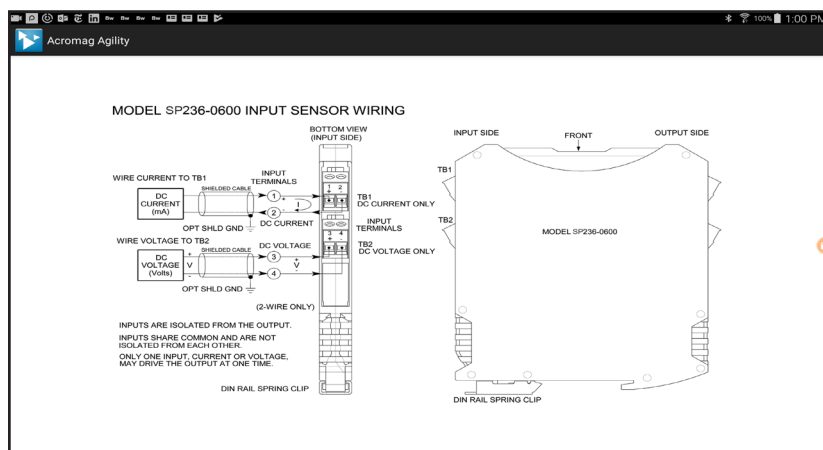 100% 1:00 PM
Acromag Agility
MODEL SP236-0600 INPUT SENSOR WIRING
BOTTOM VIEW
(INPUT SIDE)
WIRE CURRENT TO TB1
INPUT
TERMINALS
SHIELDED CABLE
DC
CURRENT
(mA)
1
+
I
2
-
DC CURRENT
OPT SHLD GND
1 2
+ -
TB1
DC CURRENT ONLY
INPUT
TERMINALS
WIRE VOLTAGE TO TB2
SHIELDED CABLE
DC VOLTAGE
DC
VOLTAGE
(Volts)
+
V
-
3
+
V
-
4
OPT SHLD GND
3 4
+ -
TB2
DC VOLTAGE ONLY
(2-WIRE ONLY)
INPUTS ARE ISOLATED FROM THE OUTPUT.
INPUTS SHARE COMMON AND ARE NOT
ISOLATED FROM EACH OTHER.
ONLY ONE INPUT, CURRENT OR VOLTAGE,
MAY DRIVE THE OUTPUT AT ONE TIME.
DIN RAIL SPRING CLIP
INPUT SIDE
FRONT
OUTPUT SIDE
TB1
TB2
MODEL SP236-0600
DIN RAIL SPRING CLIP